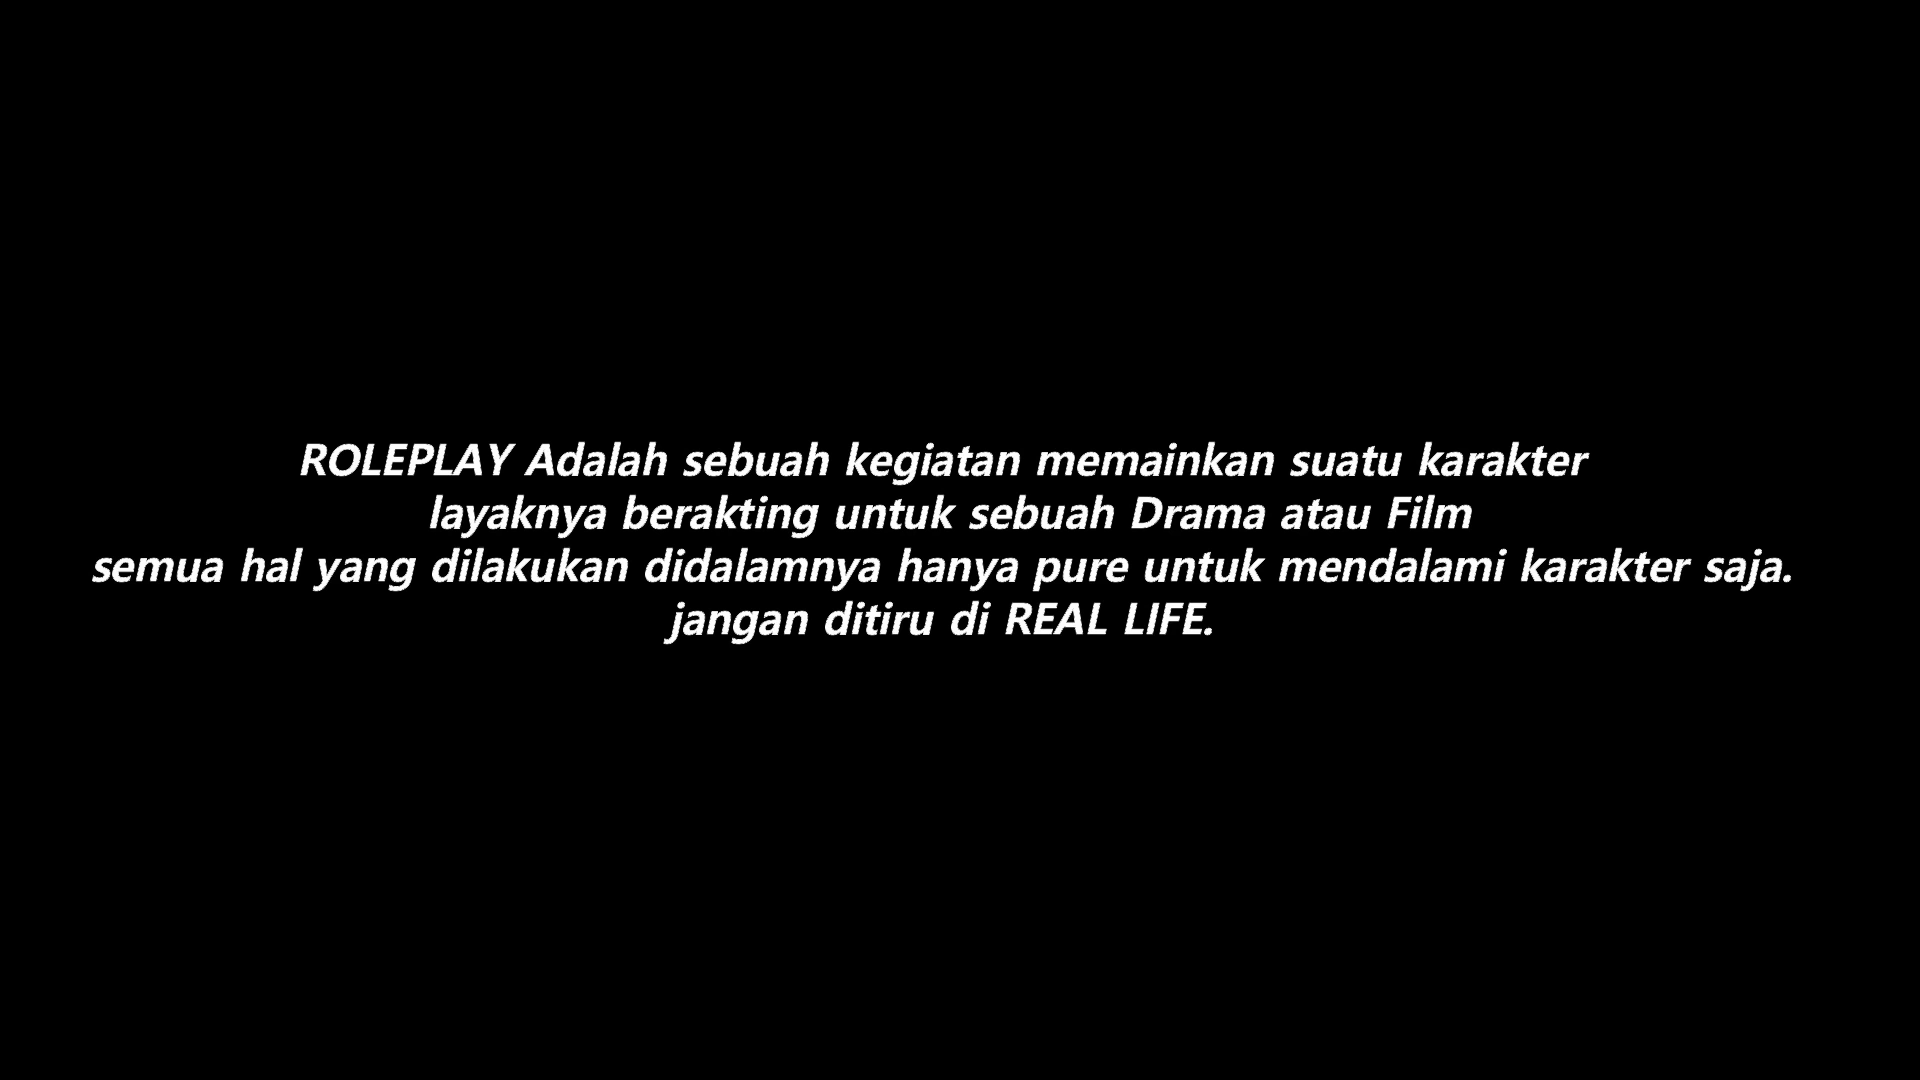 ROLEPLAY Adalah sebuah kegiatan memainkan suatu karakter
layaknya berakting untuk sebuah Drama atau Film
semua hal yang dilakukan didalamnya hanya pure untuk mendalami karakter saja.
jangan ditiru di REAL LIFE.